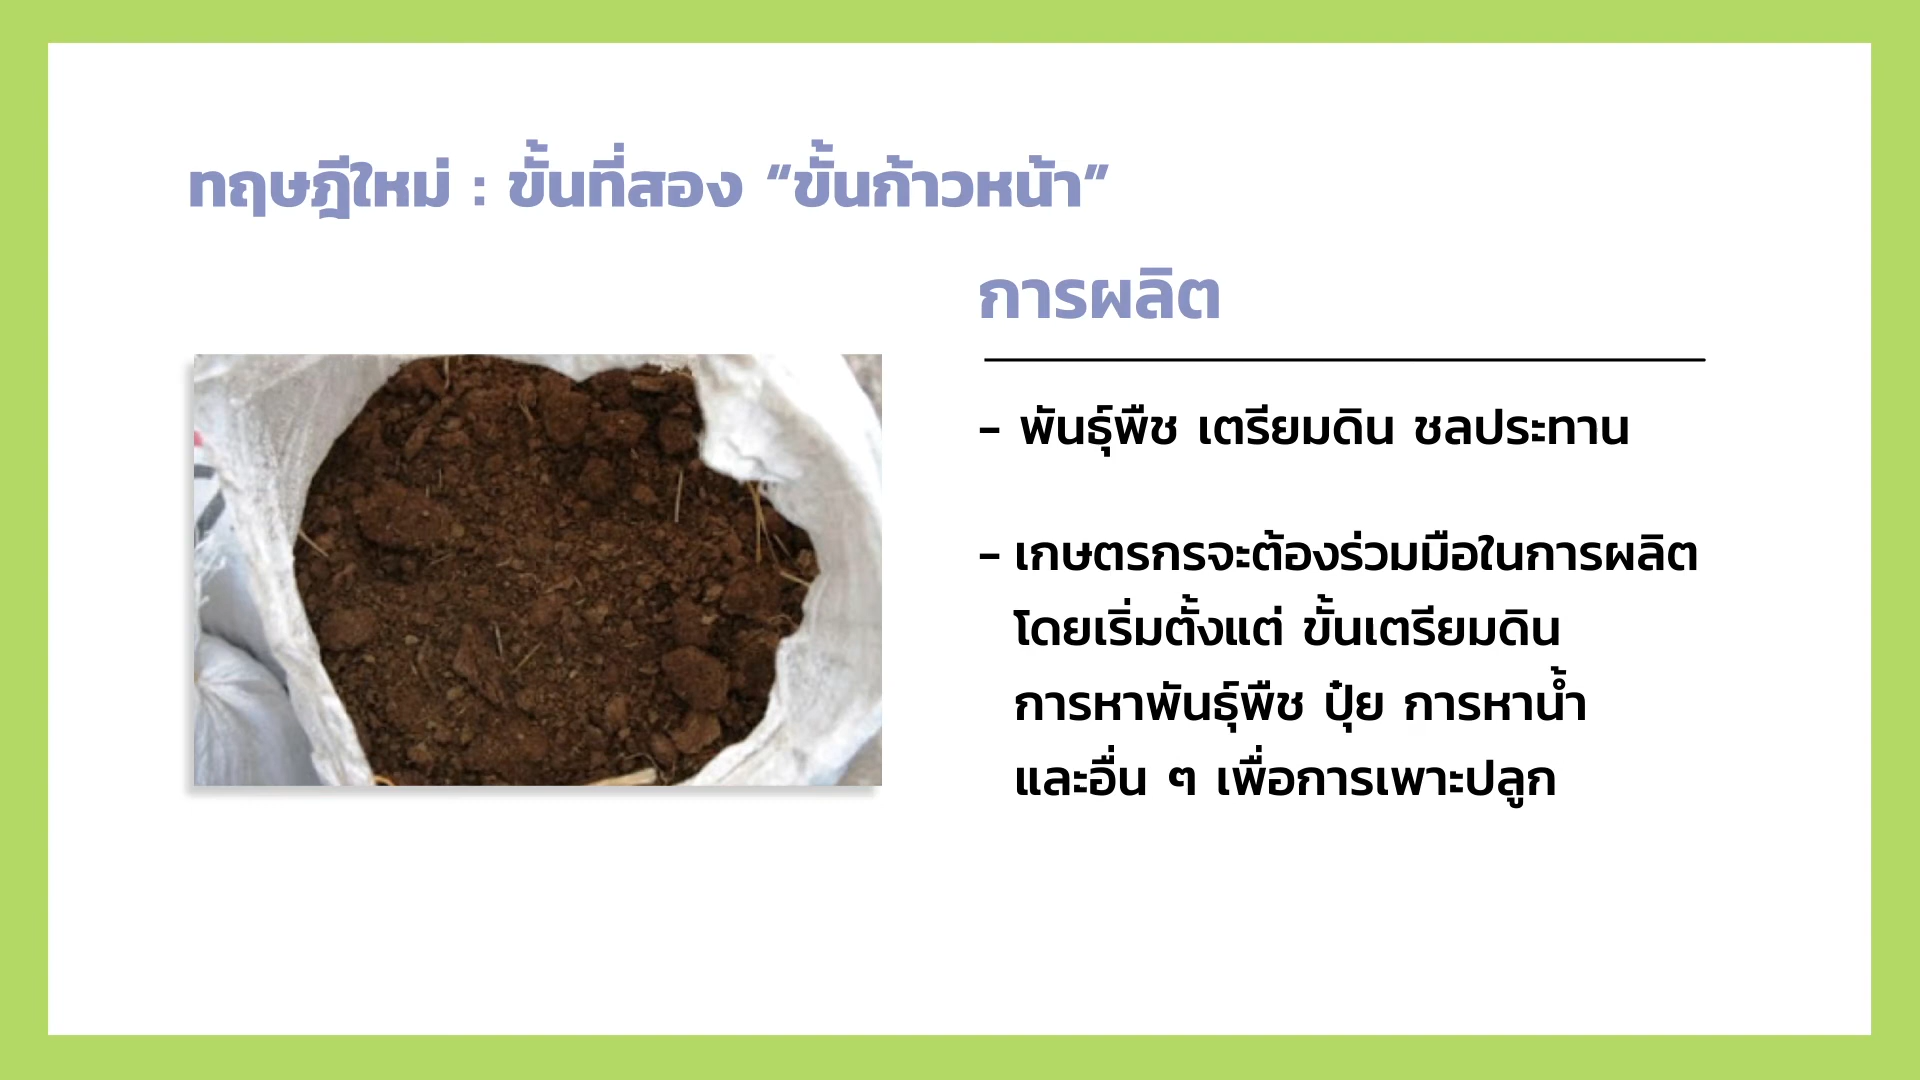 ทฤษฎีใหม่ : ขั้นที่สอง “ขั้นก้าวหน้า”
การผลิต
- พันธุ์พืช เตรียมดิน ชลประทาน
- เกษตรกรจะต้องร่วมมือในการผลิต
โดยเริ่มตั้งแต่ ขั้นเตรียมดิน
การหาพันธุ์พืช ปุ๋ย การหาน้ำ
และอื่น ๆ เพื่อการเพาะปลูก